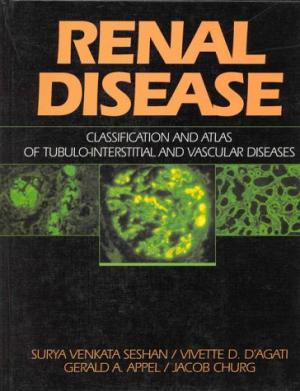 RENAL
DISEASE
CLASSIFICATION AND ATLAS
OF TUBULO-INTERSTITIAL AND VASCULAR DISEASES
SURYA VENKATA SESHAN / VIVETTE D. D'AGATI
GERALD A. APPEL / JACOB CHURG